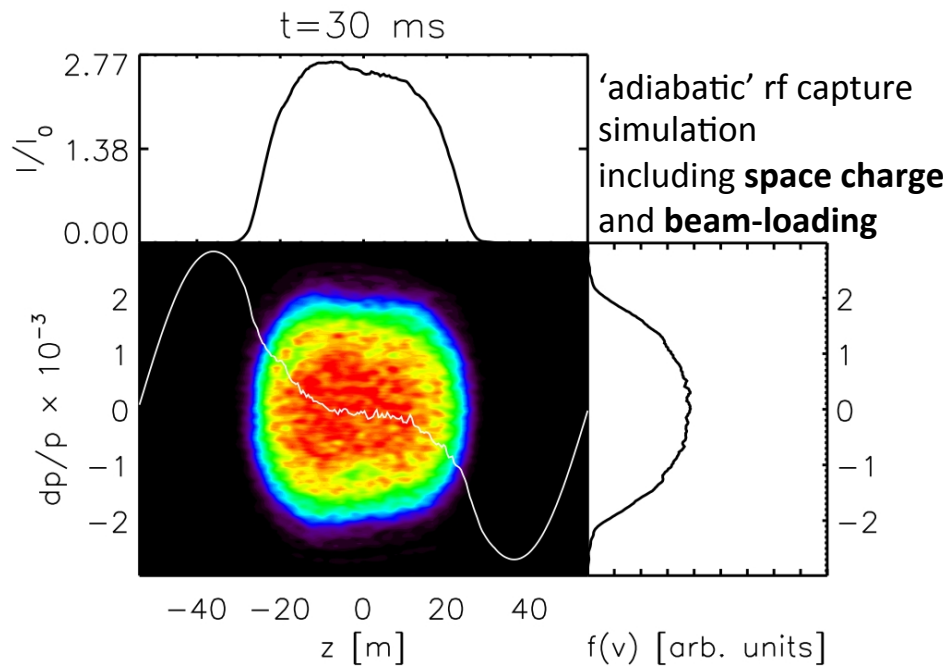 t=30 ms
2.77
1.38
0.00
I/I₀
'adiabatic' rf capture
simulation
including space charge
and beam-loading
2
1
0
−1
−2
dp/p × 10⁻³
2
1
0
−1
−2
−40 −20 0 20 40
z [m]
f(v) [arb. units]